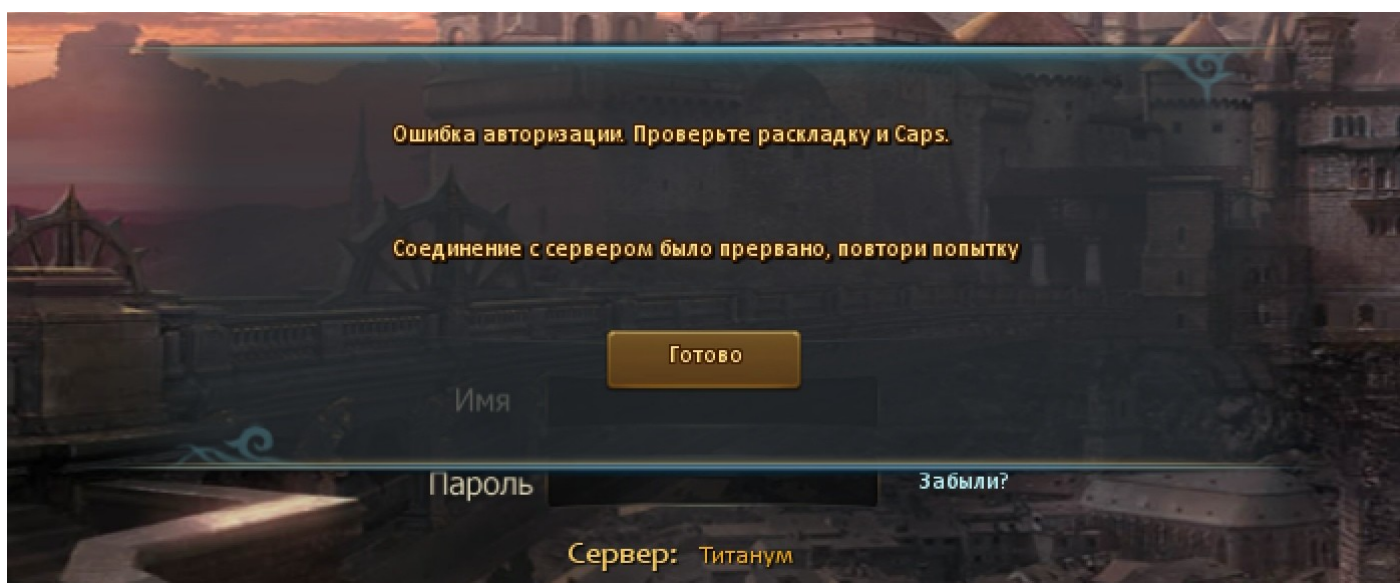 Ошибка авторизации. Проверьте раскладку и Caps.
Соединение с сервером было прервано, повтори попытку
Готово
Имя
Пароль
Забыли?
Сервер: Титанум